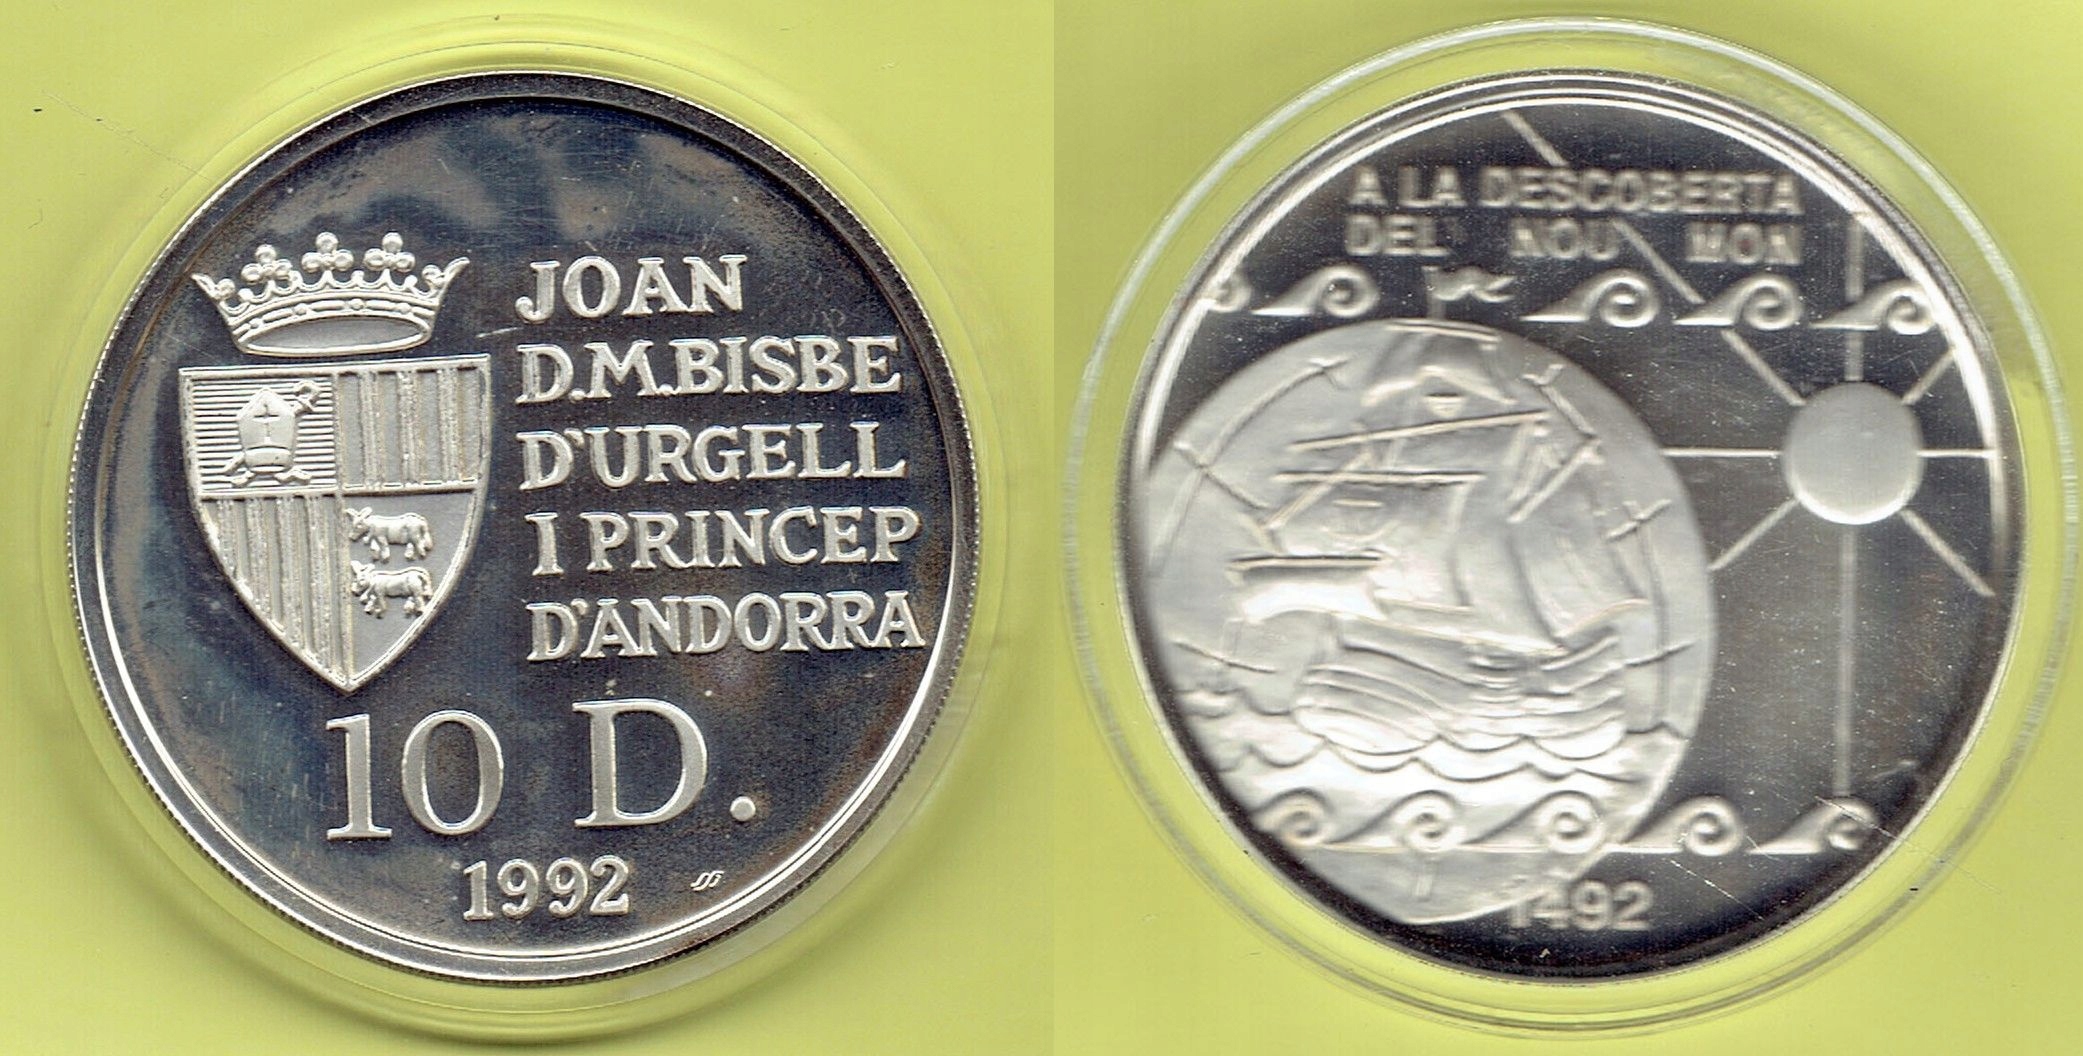 JOAN
D.M.BISBE
D'URGELL
I PRINCEP
D'ANDORRA
10 D.
1992
A LA DESCOBERTA
DEL NOU MON
1492